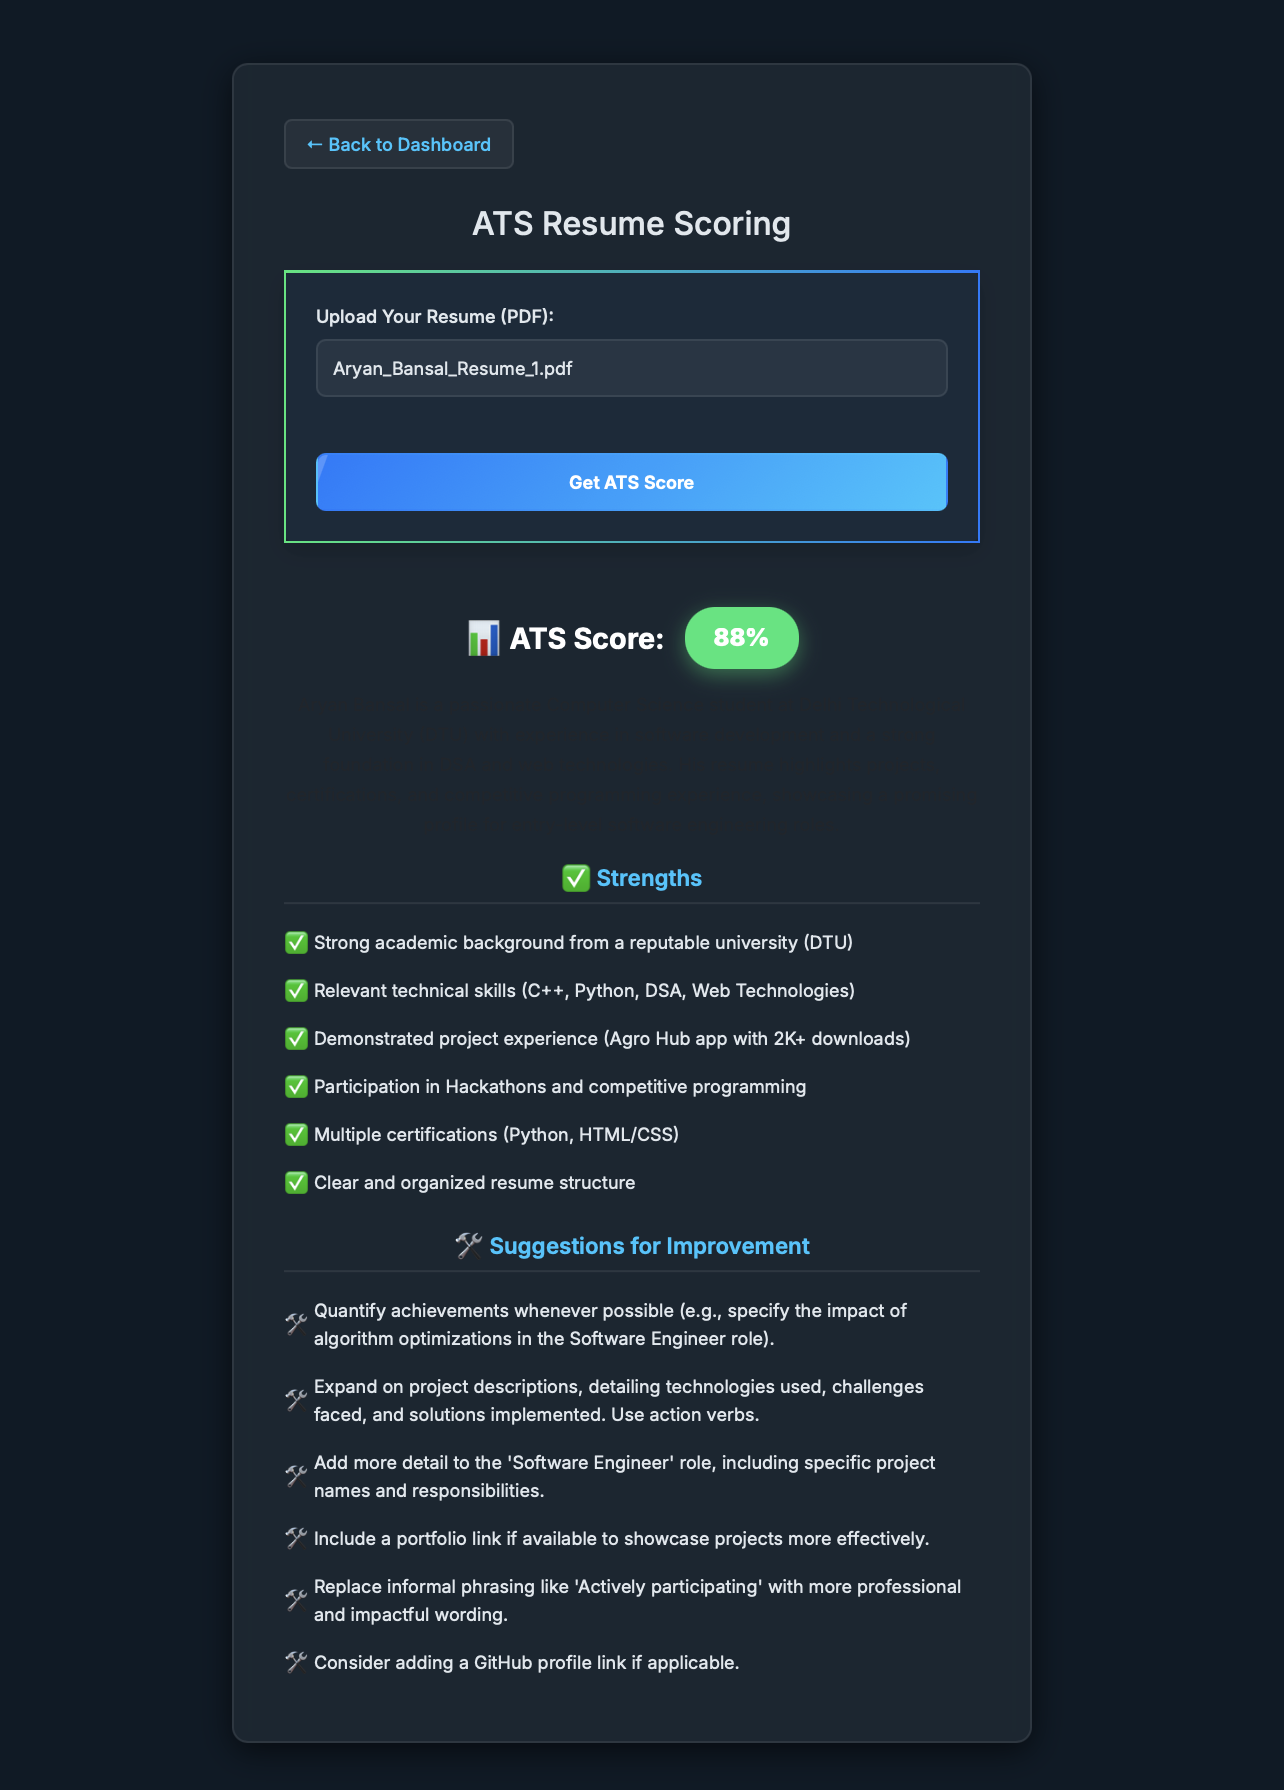 ← Back to Dashboard
ATS Resume Scoring
Upload Your Resume (PDF):
Aryan_Bansal_Resume_1.pdf
Get ATS Score
📊 ATS Score: 88%
✅ Strengths
✅ Strong academic background from a reputable university (DTU)
✅ Relevant technical skills (C++, Python, DSA, Web Technologies)
✅ Demonstrated project experience (Agro Hub app with 2K+ downloads)
✅ Participation in Hackathons and competitive programming
✅ Multiple certifications (Python, HTML/CSS)
✅ Clear and organized resume structure
🛠 Suggestions for Improvement
🛠 Quantify achievements whenever possible (e.g., specify the impact of
algorithm optimizations in the Software Engineer role).
🛠 Expand on project descriptions, detailing technologies used, challenges
faced, and solutions implemented. Use action verbs.
🛠 Add more detail to the 'Software Engineer' role, including specific project
names and responsibilities.
🛠 Include a portfolio link if available to showcase projects more effectively.
🛠 Replace informal phrasing like 'Actively participating' with more professional
and impactful wording.
🛠 Consider adding a GitHub profile link if applicable.